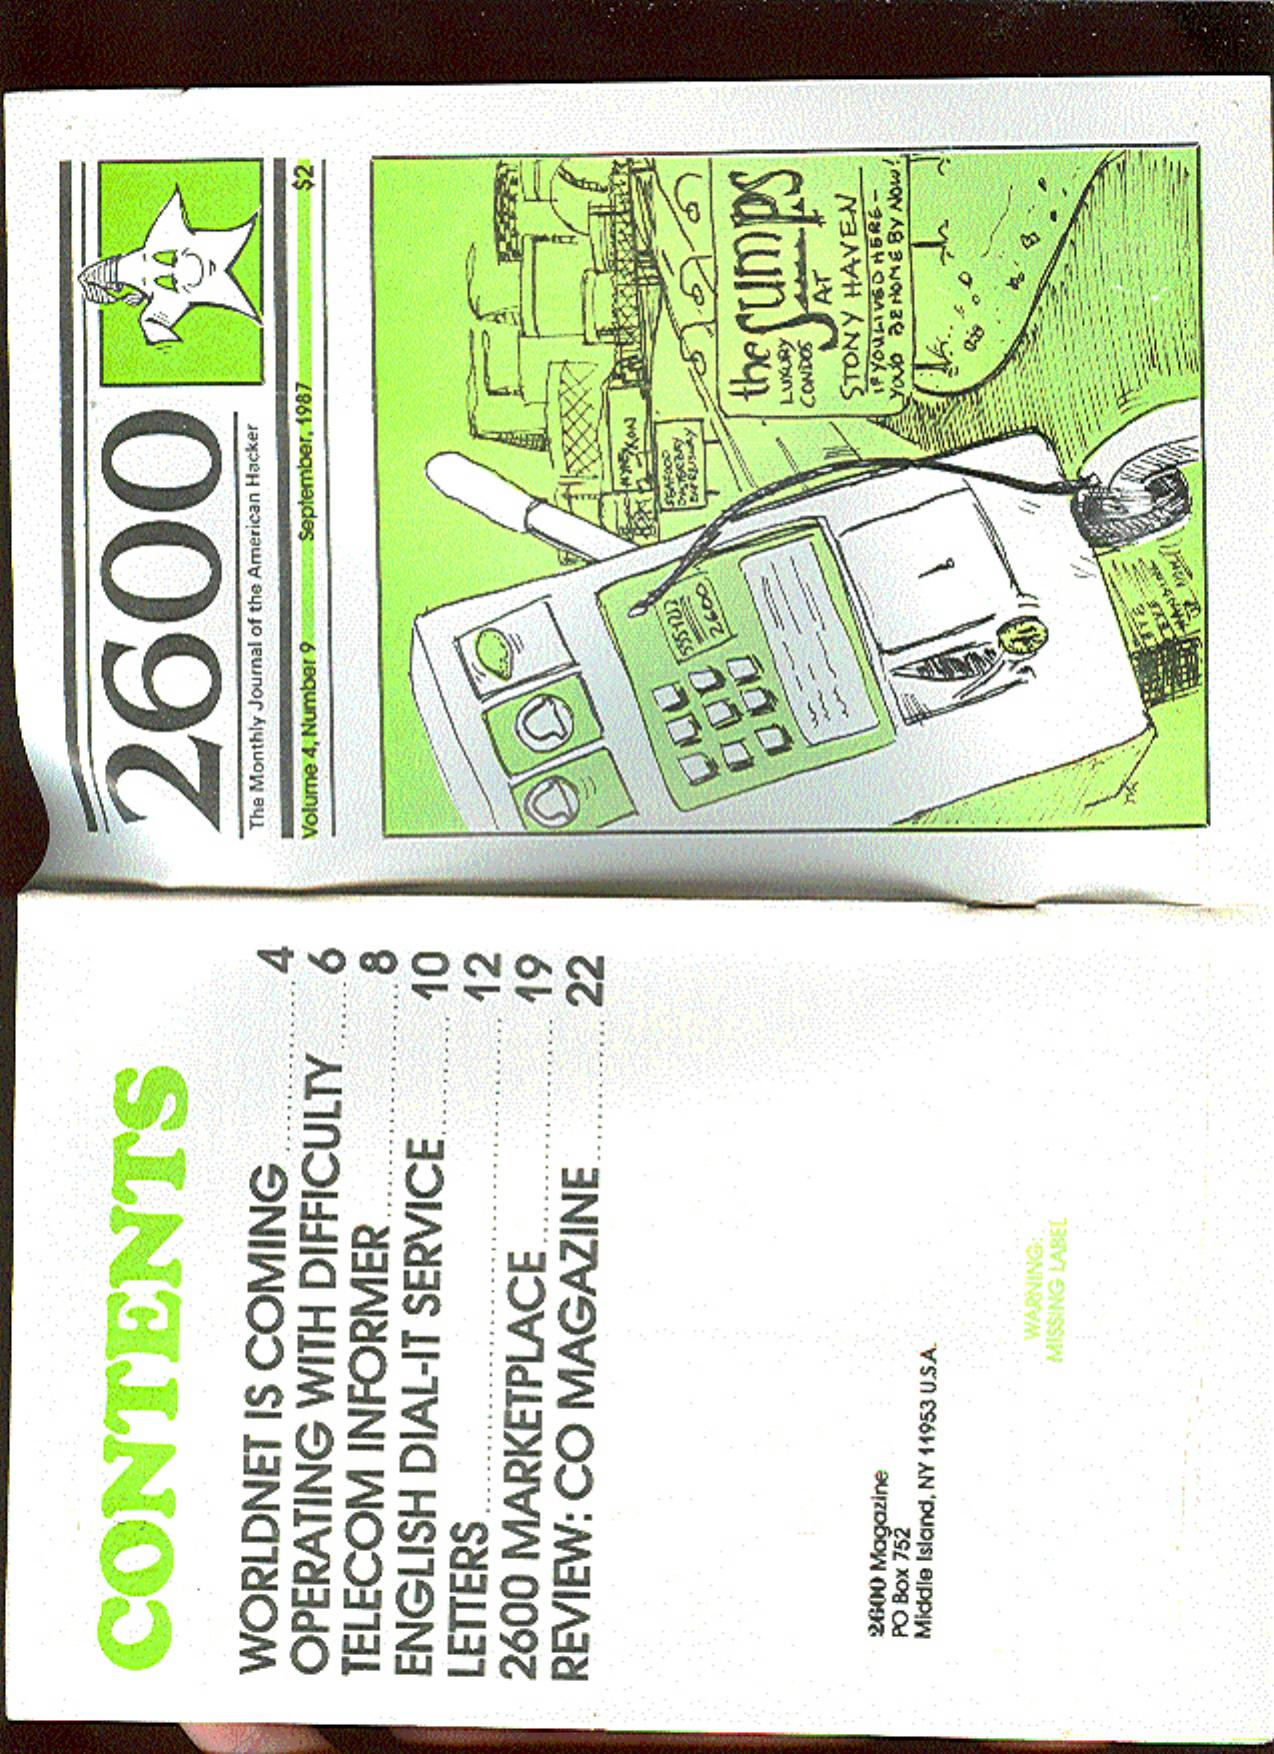 2600
The Monthly Journal of the American Hacker
Volume 4, Number 9 September, 1987 $2
the Sumps
LUXURY
CONDOS AT
STONY HAVEN
IF YOU LIVED HERE-
YOU'D BE HOME BY NOW!
555 1202
2600
CONTENTS
WORLDNET IS COMING 4
OPERATING WITH DIFFICULTY 6
TELECOM INFORMER 8
ENGLISH DIAL-IT SERVICE 10
LETTERS 12
2600 MARKETPLACE 19
REVIEW: CO MAGAZINE 22
2600 Magazine
PO Box 752
Middle Island, NY 11953 U.S.A.
WARNING:
MISSING LABEL